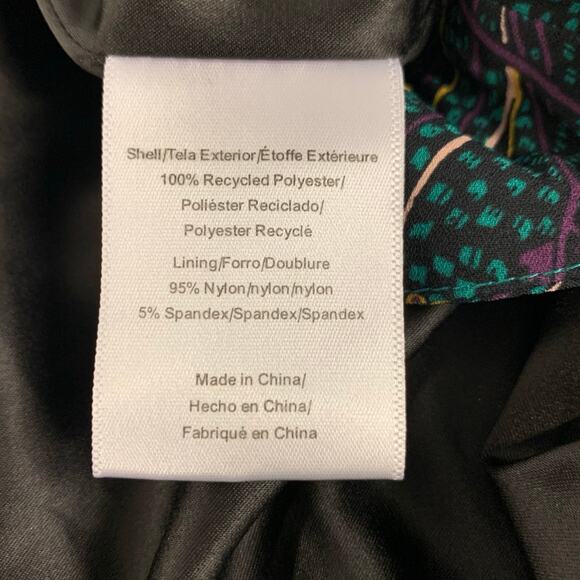 Shell/Tela Exterior/Étoffe Extérieure
100% Recycled Polyester/
Poliéster Reciclado/
Polyester Recyclé
Lining/Forro/Doublure
95% Nylon/nylon/nylon
5% Spandex/Spandex/Spandex
Made in China/
Hecho en China/
Fabriqué en China